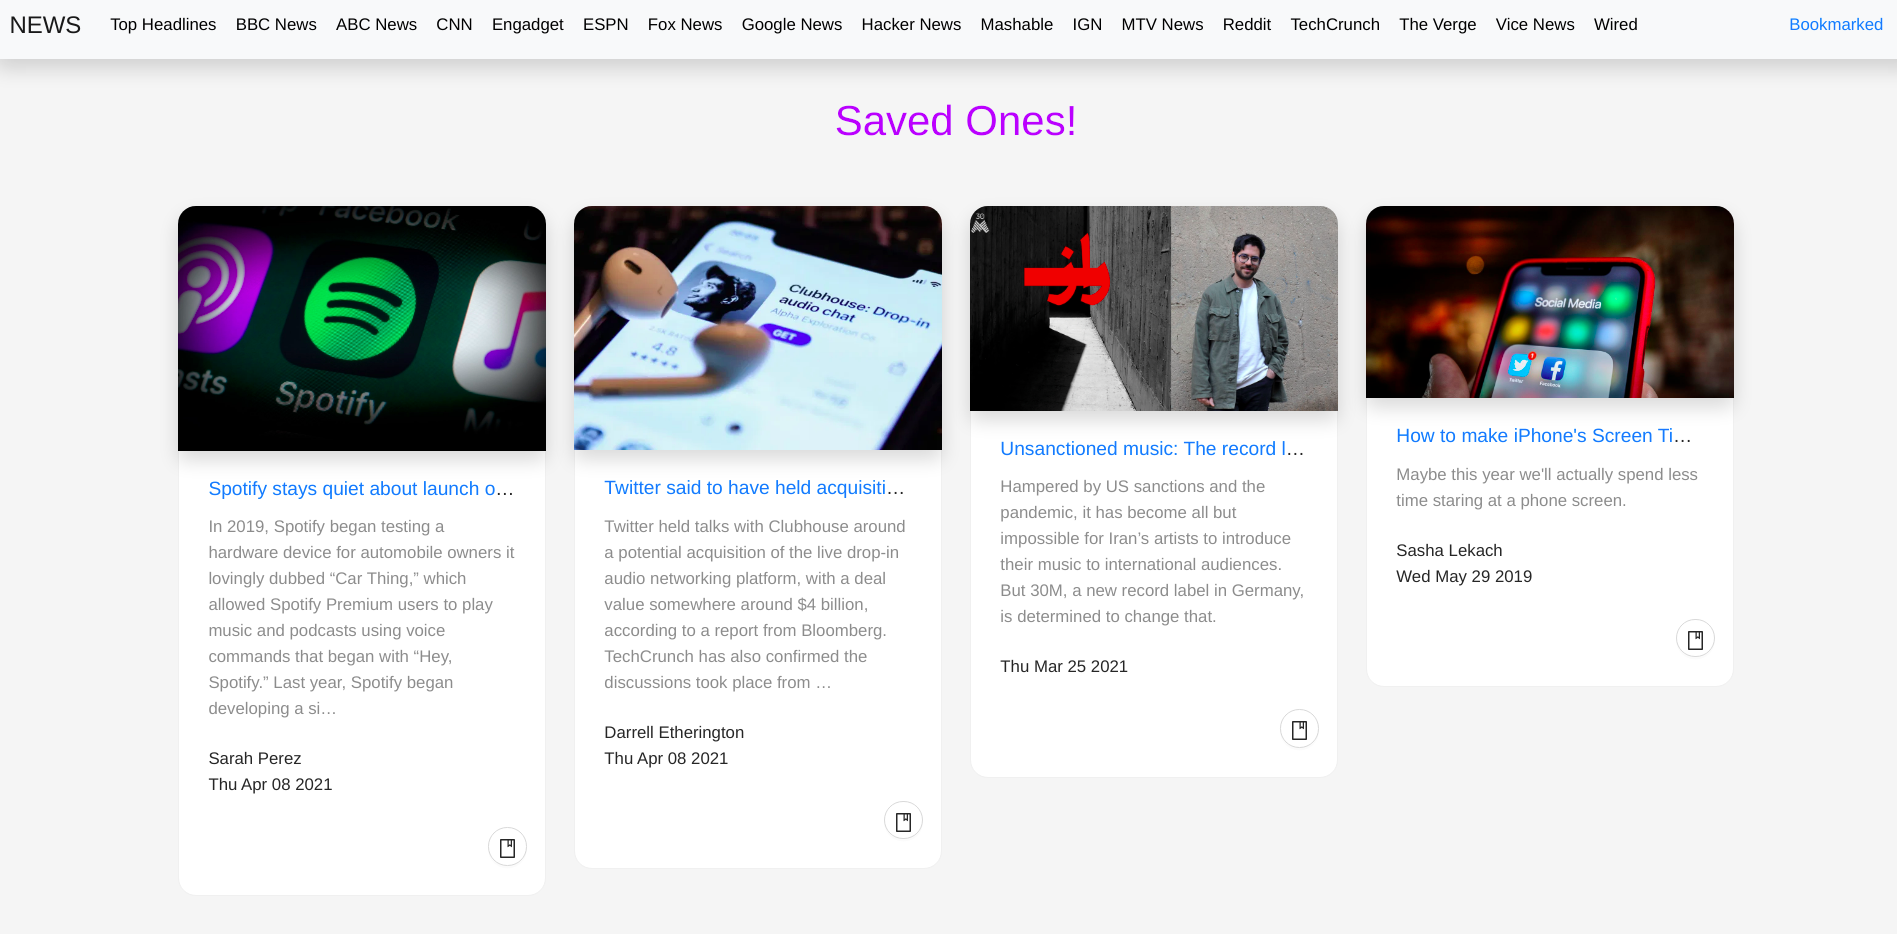 NEWS Top Headlines BBC News ABC News CNN Engadget ESPN Fox News Google News Hacker News Mashable IGN MTV News Reddit TechCrunch The Verge Vice News Wired Bookmarked
Saved Ones!
Facebook
Spotify
Spotify stays quiet about launch o...
In 2019, Spotify began testing a
hardware device for automobile owners it
lovingly dubbed “Car Thing,” which
allowed Spotify Premium users to play
music and podcasts using voice
commands that began with “Hey,
Spotify.” Last year, Spotify began
developing a si…
Sarah Perez
Thu Apr 08 2021
Search
Clubhouse: Drop-in
audio chat
Alpha Exploration Co.
GET
4.8
Twitter said to have held acquisiti...
Twitter held talks with Clubhouse around
a potential acquisition of the live drop-in
audio networking platform, with a deal
value somewhere around $4 billion,
according to a report from Bloomberg.
TechCrunch has also confirmed the
discussions took place from …
Darrell Etherington
Thu Apr 08 2021
30
Unsanctioned music: The record l...
Hampered by US sanctions and the
pandemic, it has become all but
impossible for Iran’s artists to introduce
their music to international audiences.
But 30M, a new record label in Germany,
is determined to change that.
Thu Mar 25 2021
Social Media
Twitter Facebook
How to make iPhone's Screen Ti...
Maybe this year we'll actually spend less
time staring at a phone screen.
Sasha Lekach
Wed May 29 2019